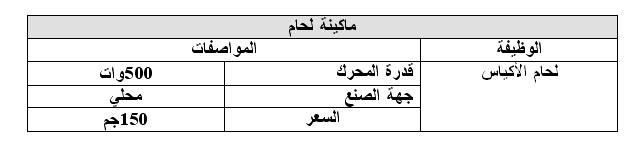 ماكينة لحام
الوظيفة المواصفات
لحام الأكياس قدرة المحرك 500وات
جهة الصنع محلي
السعر 150جم